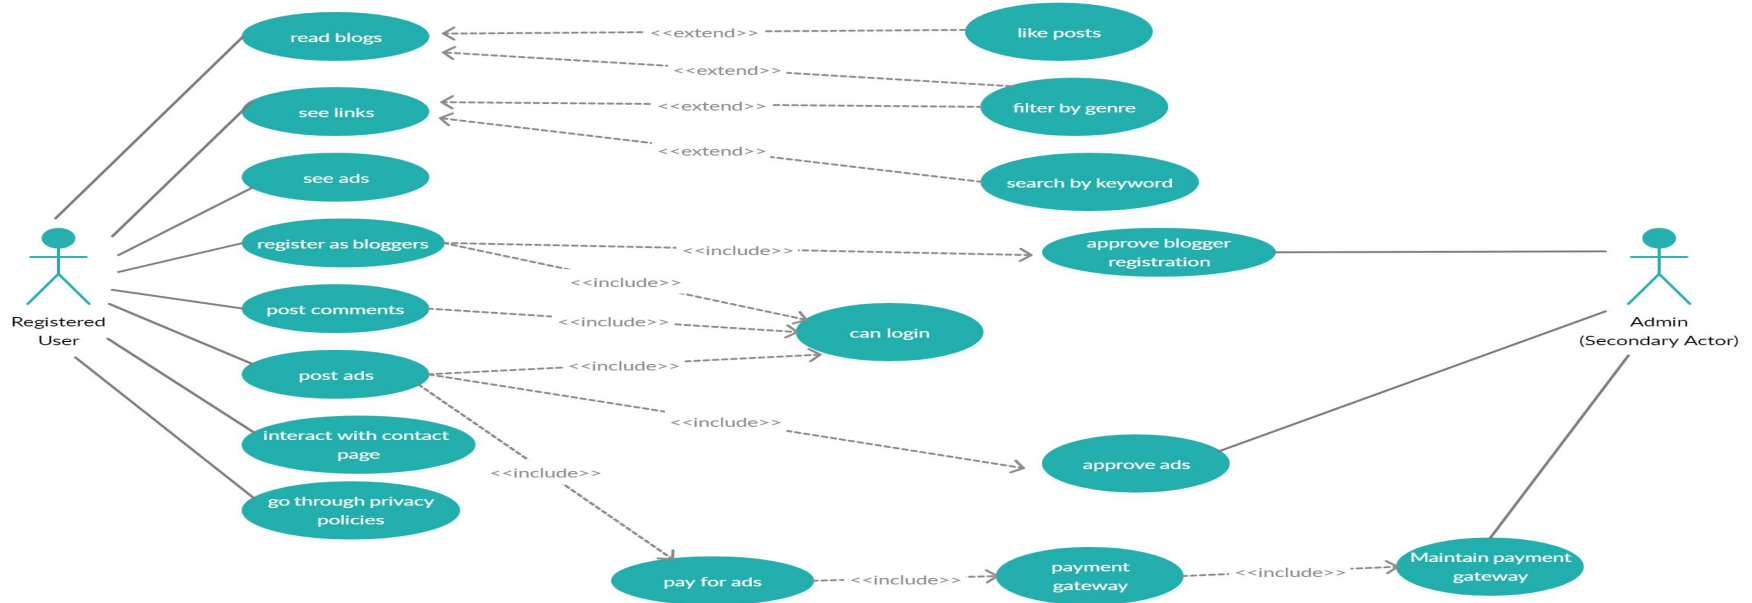 read blogs
<<extend>>
like posts
<<extend>>
see links
<<extend>>
filter by genre
<<extend>>
see ads
search by keyword
register as bloggers
<<include>>
approve blogger
registration
<<include>>
post comments
<<include>>
can login
Registered
User
Admin
(Secondary Actor)
post ads
<<include>>
<<include>>
interact with contact
page
approve ads
<<include>>
go through privacy
policies
pay for ads
<<include>>
payment
gateway
<<include>>
Maintain payment
gateway